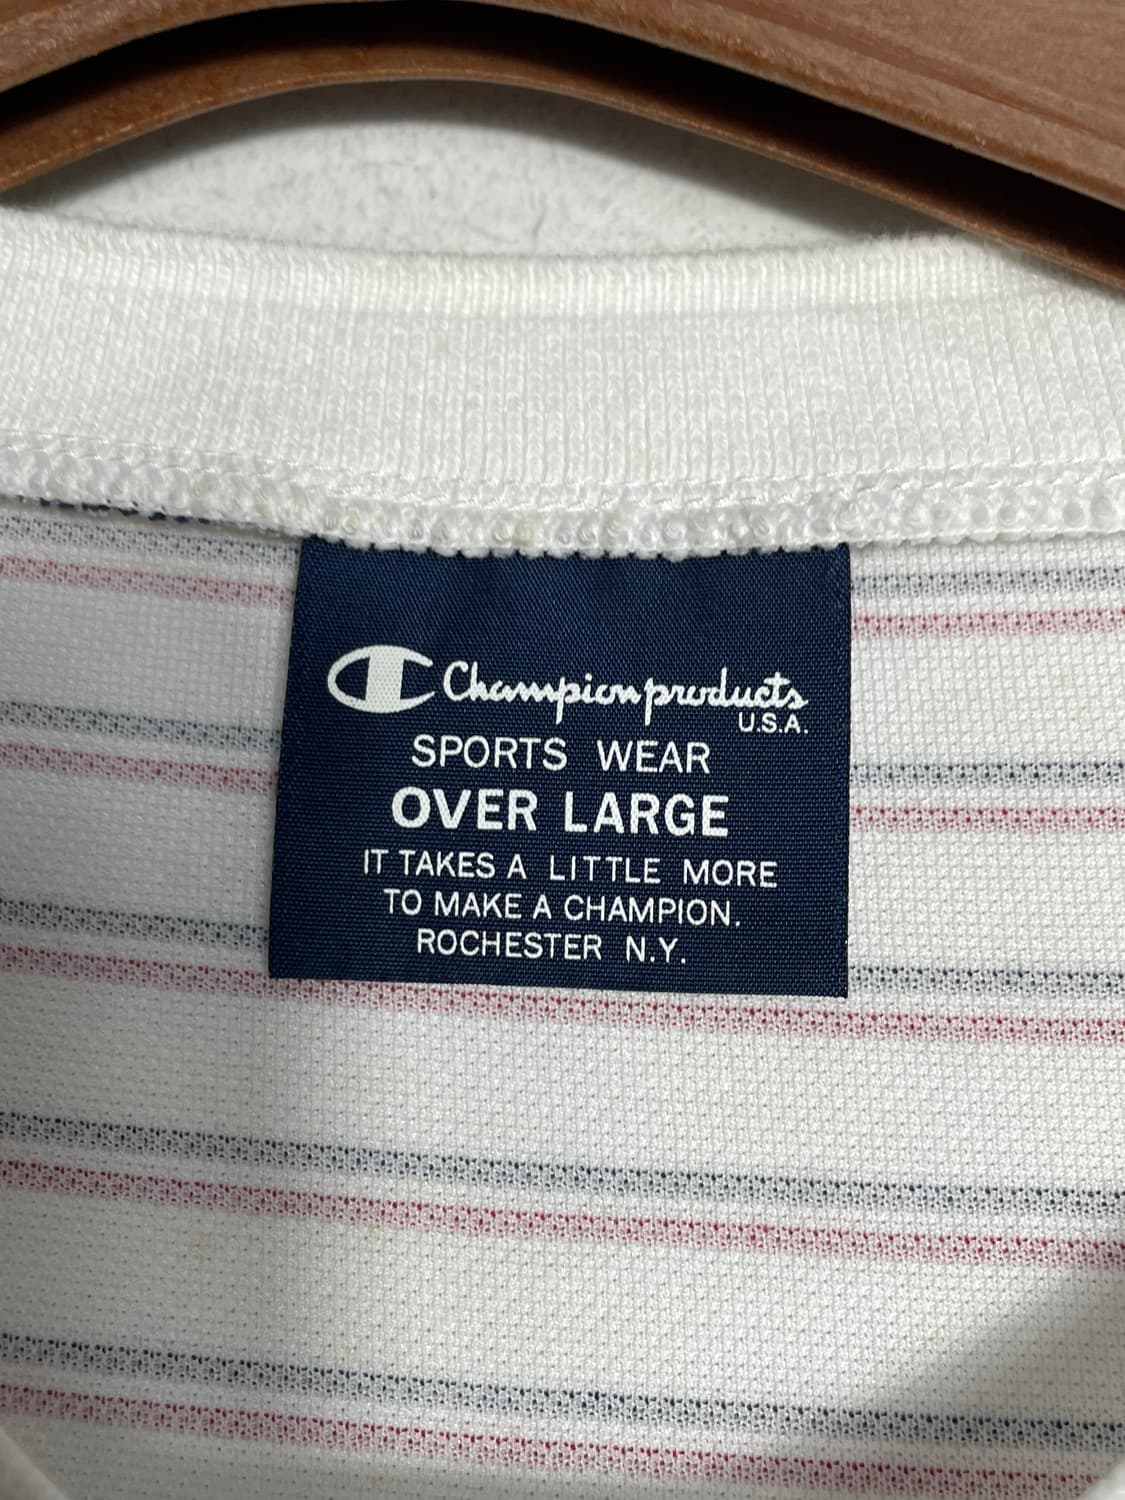 Champion products
U.S.A.
SPORTS WEAR
OVER LARGE
IT TAKES A LITTLE MORE
TO MAKE A CHAMPION.
ROCHESTER N.Y.